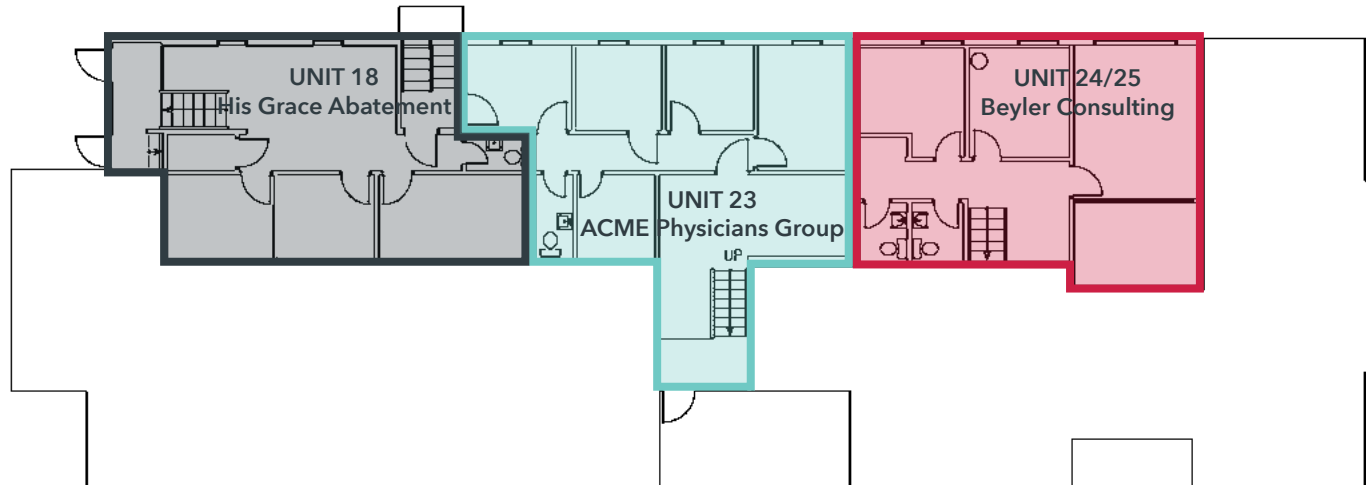 UNIT 18
His Grace Abatement
UNIT 23
ACME Physicians Group
UP
UNIT 24/25
Beyler Consulting